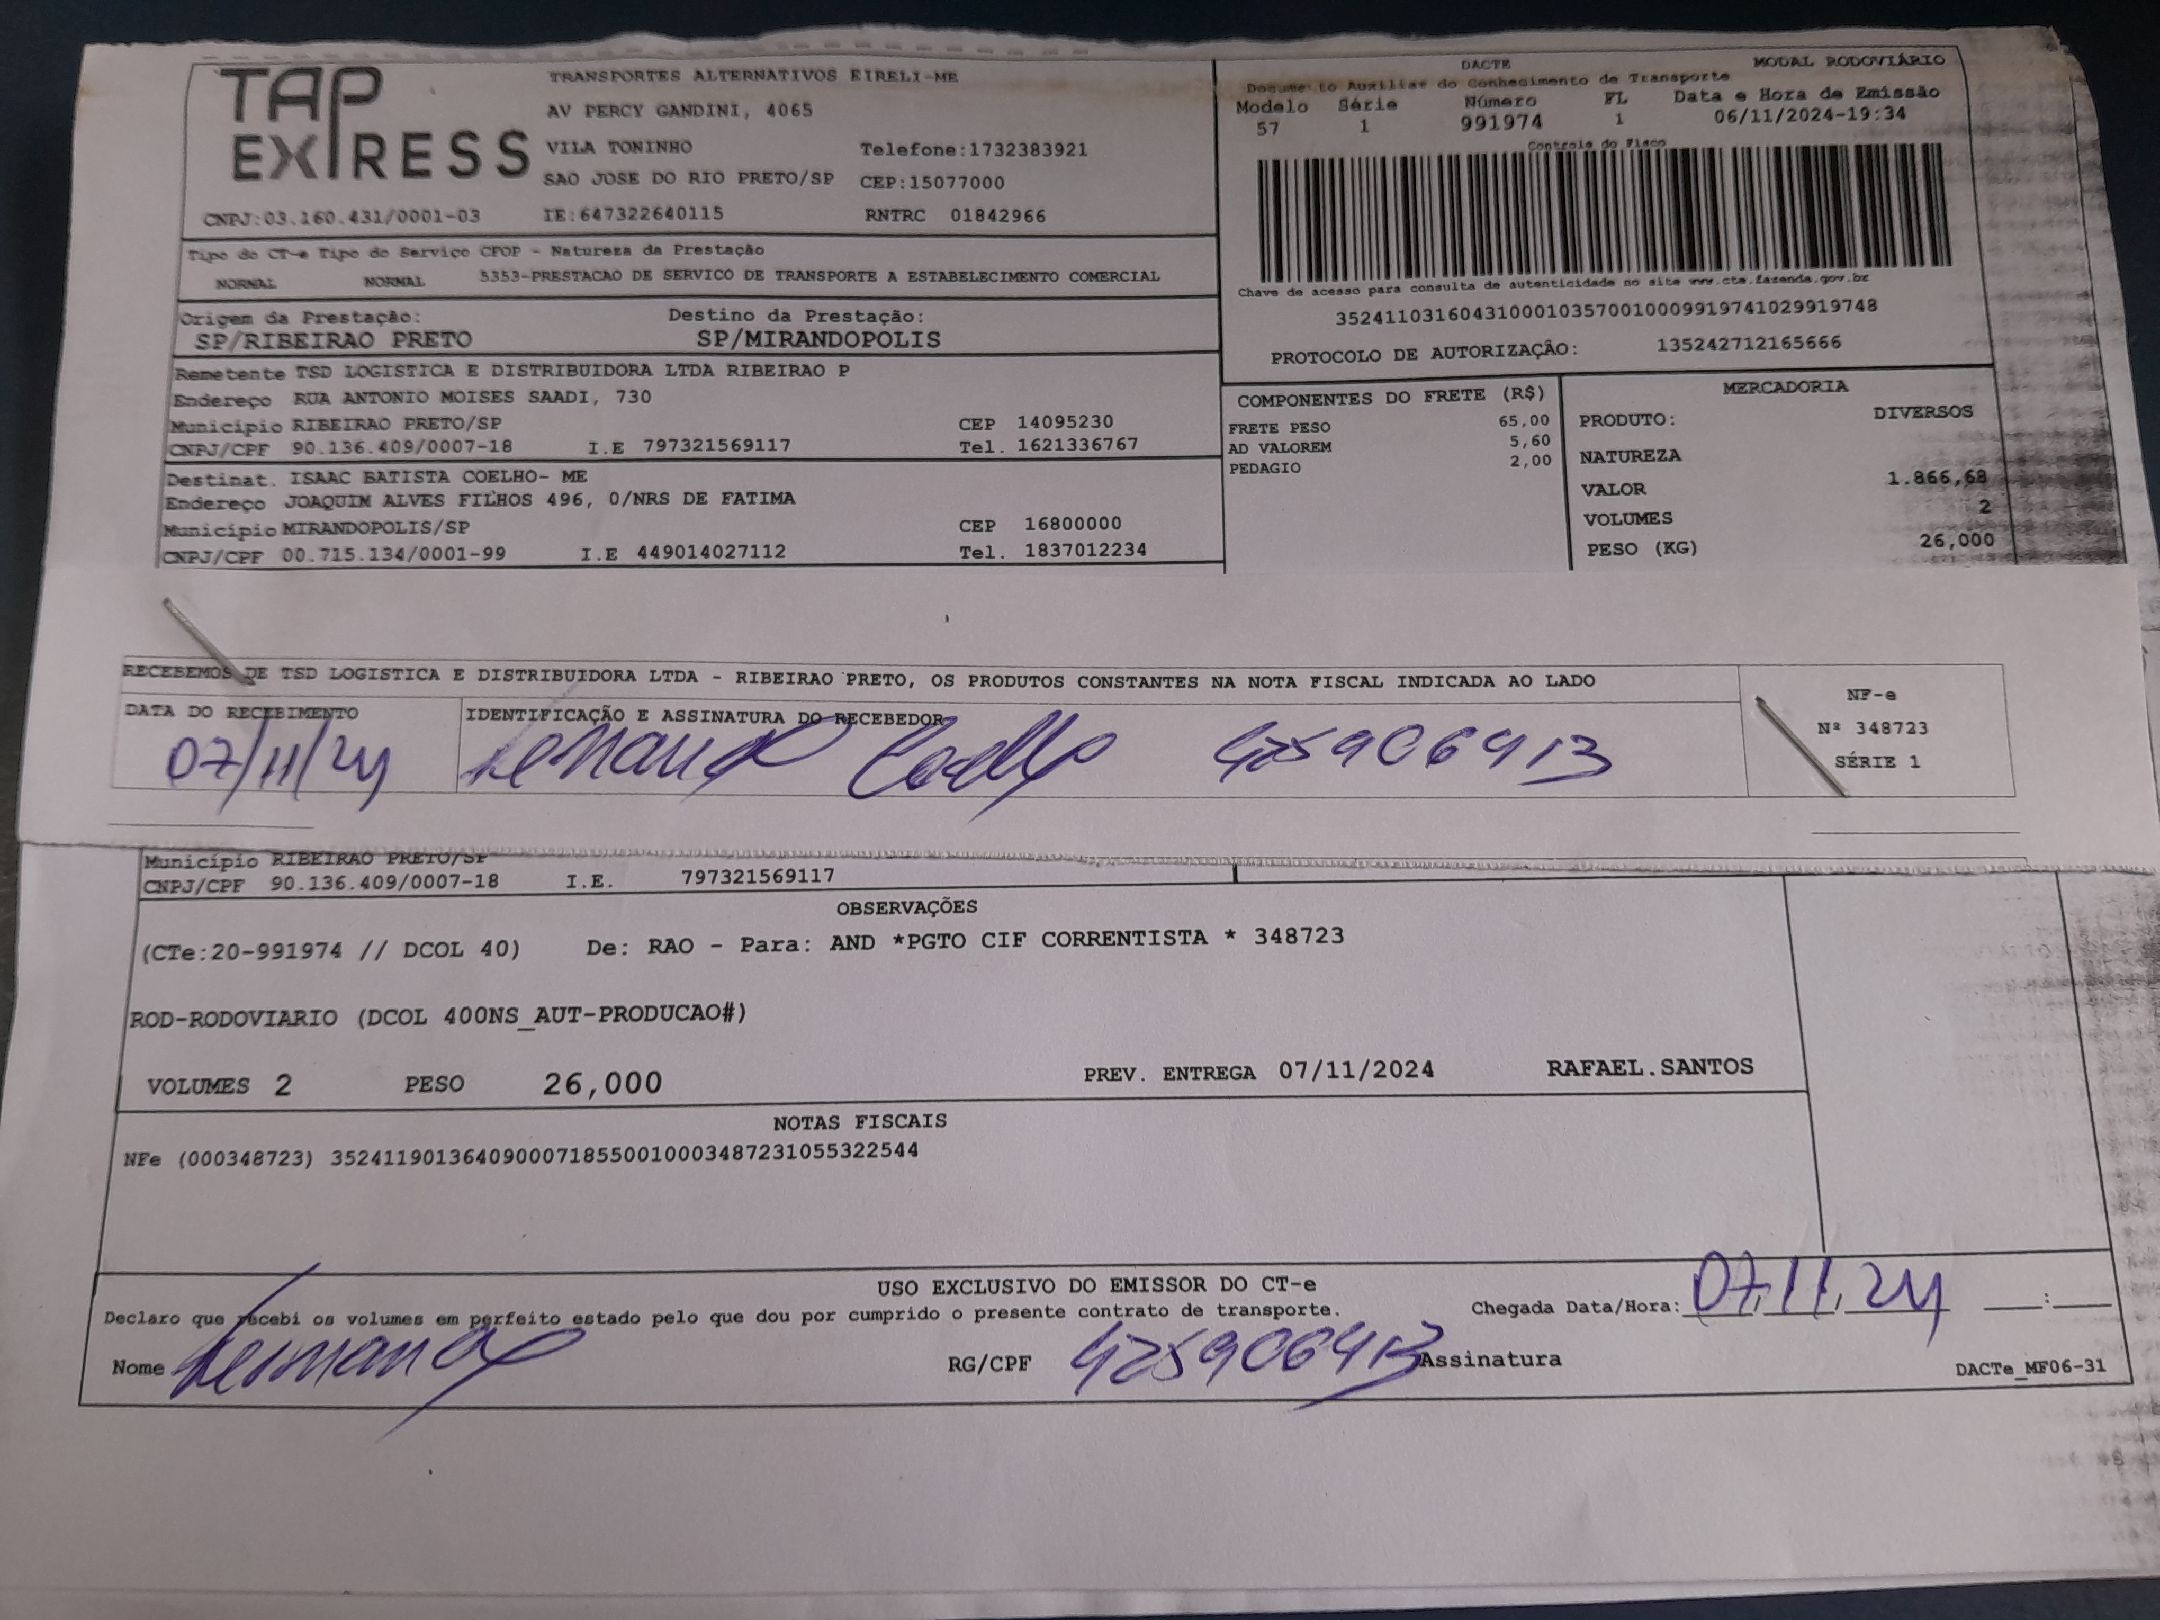 TAP EXPRESS
TRANSPORTES ALTERNATIVOS EIRELI-ME
AV PERCY GANDINI, 4065
VILA TONINHO Telefone:1732383921
SAO JOSE DO RIO PRETO/SP CEP:15077000
CNPJ:03.160.431/0001-03 IE:647322640115 RNTRC 01842966
DACTE MODAL RODOVIÁRIO
Documento Auxiliar do Conhecimento de Transporte
Modelo Série Número FL Data e Hora de Emissão
57 1 991974 1 06/11/2024-19:34
Controle do Fisco
Chave de acesso para consulta de autenticidade no site www.cte.fazenda.gov.br
35241103160431000103570010009919741029919748
PROTOCOLO DE AUTORIZAÇÃO: 135242712165666
Tipo do CT-e Tipo do Serviço CFOP - Natureza da Prestação
NORMAL NORMAL 5353-PRESTACAO DE SERVICO DE TRANSPORTE A ESTABELECIMENTO COMERCIAL
Origem da Prestação: Destino da Prestação:
SP/RIBEIRAO PRETO SP/MIRANDOPOLIS
Remetente TSD LOGISTICA E DISTRIBUIDORA LTDA RIBEIRAO P
Endereço RUA ANTONIO MOISES SAADI, 730
Município RIBEIRAO PRETO/SP CEP 14095230
CNPJ/CPF 90.136.409/0007-18 I.E 797321569117 Tel. 1621336767
Destinat. ISAAC BATISTA COELHO- ME
Endereço JOAQUIM ALVES FILHOS 496, 0/NRS DE FATIMA
Município MIRANDOPOLIS/SP CEP 16800000
CNPJ/CPF 00.715.134/0001-99 I.E 449014027112 Tel. 1837012234
COMPONENTES DO FRETE (R$)
FRETE PESO 65,00
AD VALOREM 5,60
PEDAGIO 2,00
MERCADORIA
PRODUTO: DIVERSOS
NATUREZA
VALOR 1.866,68
VOLUMES 2
PESO (KG) 26,000
RECEBEMOS DE TSD LOGISTICA E DISTRIBUIDORA LTDA - RIBEIRAO PRETO, OS PRODUTOS CONSTANTES NA NOTA FISCAL INDICADA AO LADO
DATA DO RECEBIMENTO IDENTIFICAÇÃO E ASSINATURA DO RECEBEDOR
07/11/24 Coelho 425906913
NF-e
Nº 348723
SÉRIE 1
Município RIBEIRAO PRETO/SP
CNPJ/CPF 90.136.409/0007-18 I.E. 797321569117
OBSERVAÇÕES
(CTe:20-991974 // DCOL 40) De: RAO - Para: AND *PGTO CIF CORRENTISTA * 348723
ROD-RODOVIARIO (DCOL 400NS_AUT-PRODUCAO#)
VOLUMES 2 PESO 26,000 PREV. ENTREGA 07/11/2024 RAFAEL.SANTOS
NOTAS FISCAIS
NFe (000348723) 35241190136409000718550010003487231055322544
USO EXCLUSIVO DO EMISSOR DO CT-e
Declaro que recebi os volumes em perfeito estado pelo que dou por cumprido o presente contrato de transporte. Chegada Data/Hora: 07/11/24 __:__
Nome RG/CPF 425906913 Assinatura
DACTe_MF06-31